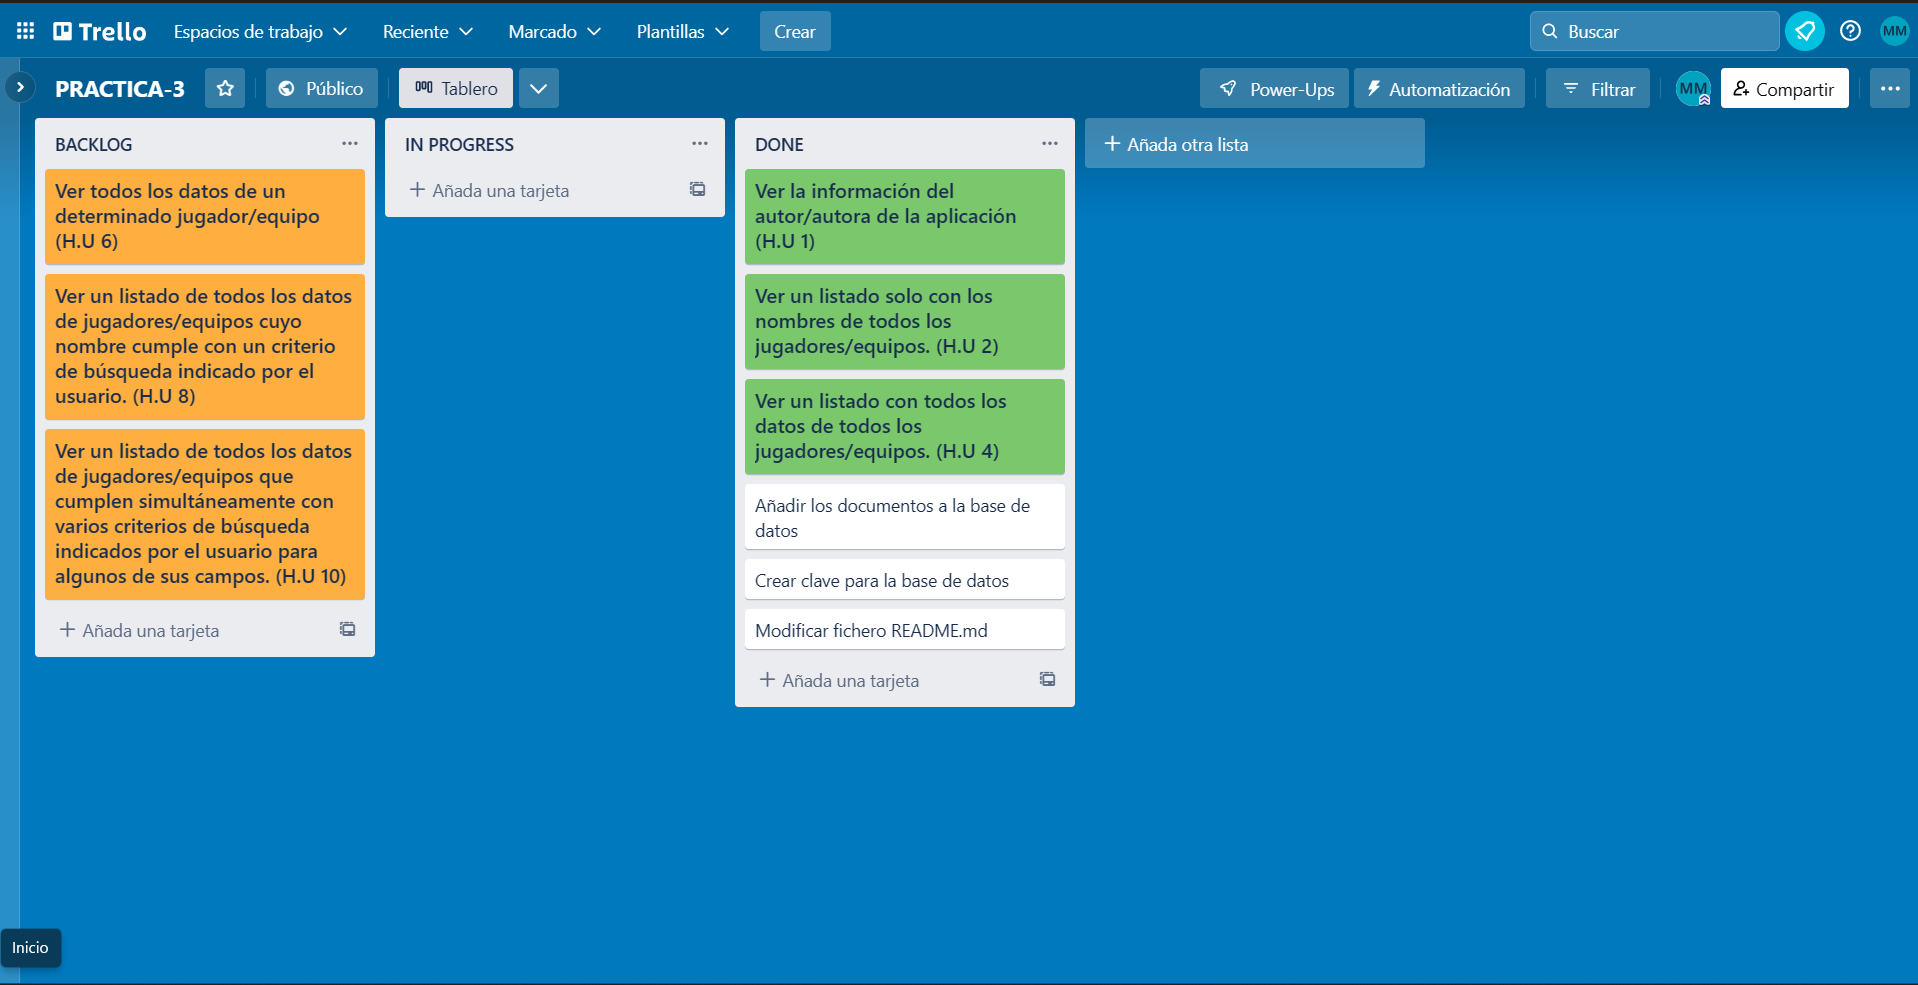 Trello
Espacios de trabajo
Reciente
Marcado
Plantillas
Crear
Buscar
MM
PRACTICA-3
Público
Tablero
Power-Ups
Automatización
Filtrar
MM
Compartir
BACKLOG
Ver todos los datos de un
determinado jugador/equipo
(H.U 6)
Ver un listado de todos los datos
de jugadores/equipos cuyo
nombre cumple con un criterio
de búsqueda indicado por el
usuario. (H.U 8)
Ver un listado de todos los datos
de jugadores/equipos que
cumplen simultáneamente con
varios criterios de búsqueda
indicados por el usuario para
algunos de sus campos. (H.U 10)
Añada una tarjeta
IN PROGRESS
Añada una tarjeta
DONE
Ver la información del
autor/autora de la aplicación
(H.U 1)
Ver un listado solo con los
nombres de todos los
jugadores/equipos. (H.U 2)
Ver un listado con todos los
datos de todos los
jugadores/equipos. (H.U 4)
Añadir los documentos a la base de
datos
Crear clave para la base de datos
Modificar fichero README.md
Añada una tarjeta
Añada otra lista
Inicio